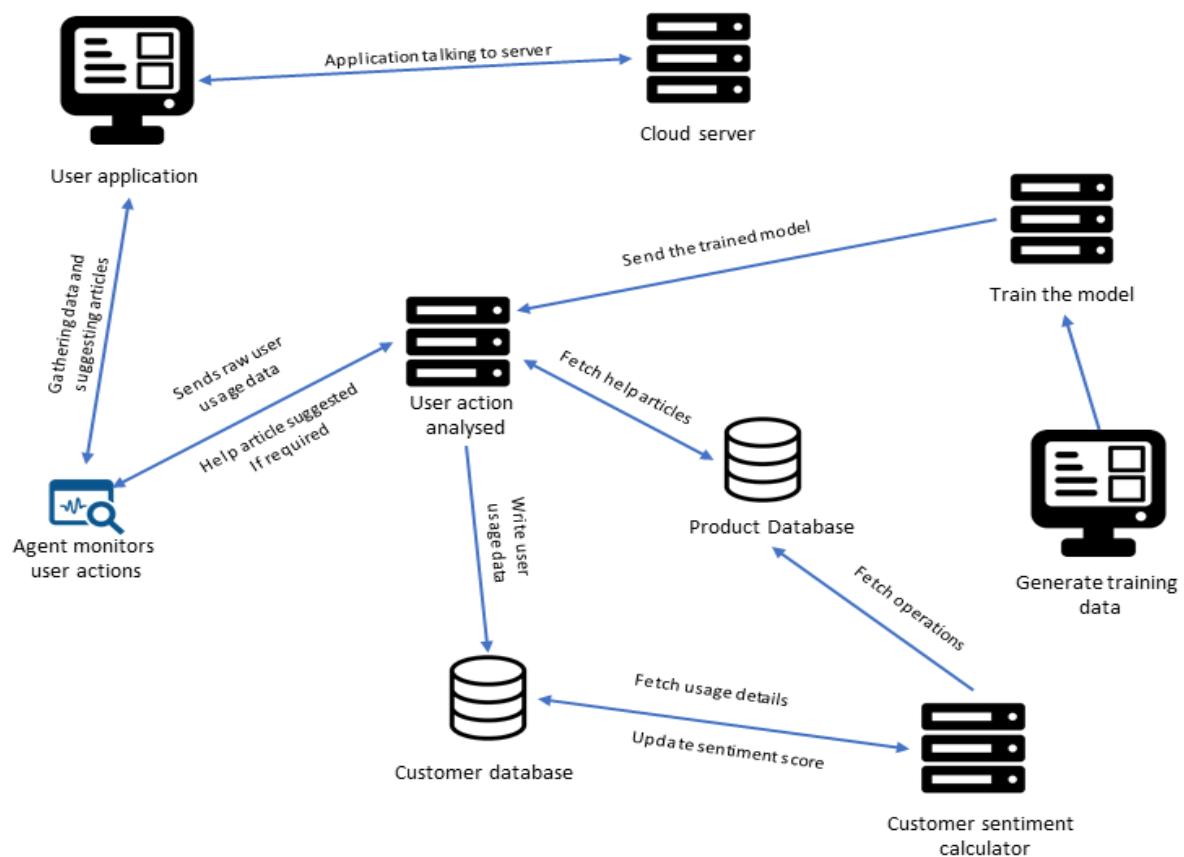 Application talking to server
Cloud server
User application
Send the trained model
Train the model
Gathering data and
suggesting articles
Sends raw user
usage data
Help article suggested
If required
User action
analysed
Fetch help articles
Product Database
Agent monitors
user actions
Write user
usage data
Generate training
data
Fetch operations
Fetch usage details
Update sentiment score
Customer database
Customer sentiment
calculator